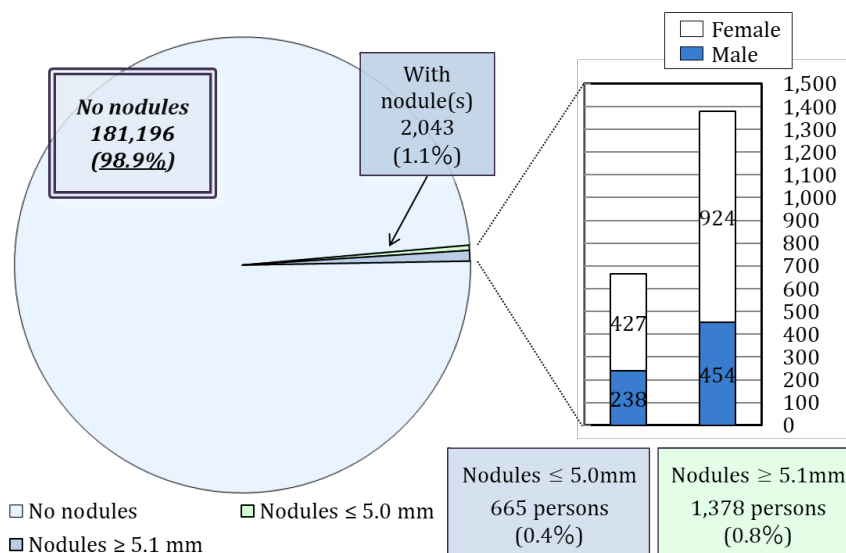 Female
Male
With
nodule(s)
2,043
(1.1%)
No nodules
181,196
(98.9%)
1,500
1,400
1,300
1,200
1,100
1,000
900
800
700
600
500
400
300
200
100
0
924
427
454
238
Nodules ≤ 5.0mm
665 persons
(0.4%)
Nodules ≥ 5.1mm
1,378 persons
(0.8%)
No nodules
Nodules ≤ 5.0 mm
Nodules ≥ 5.1 mm